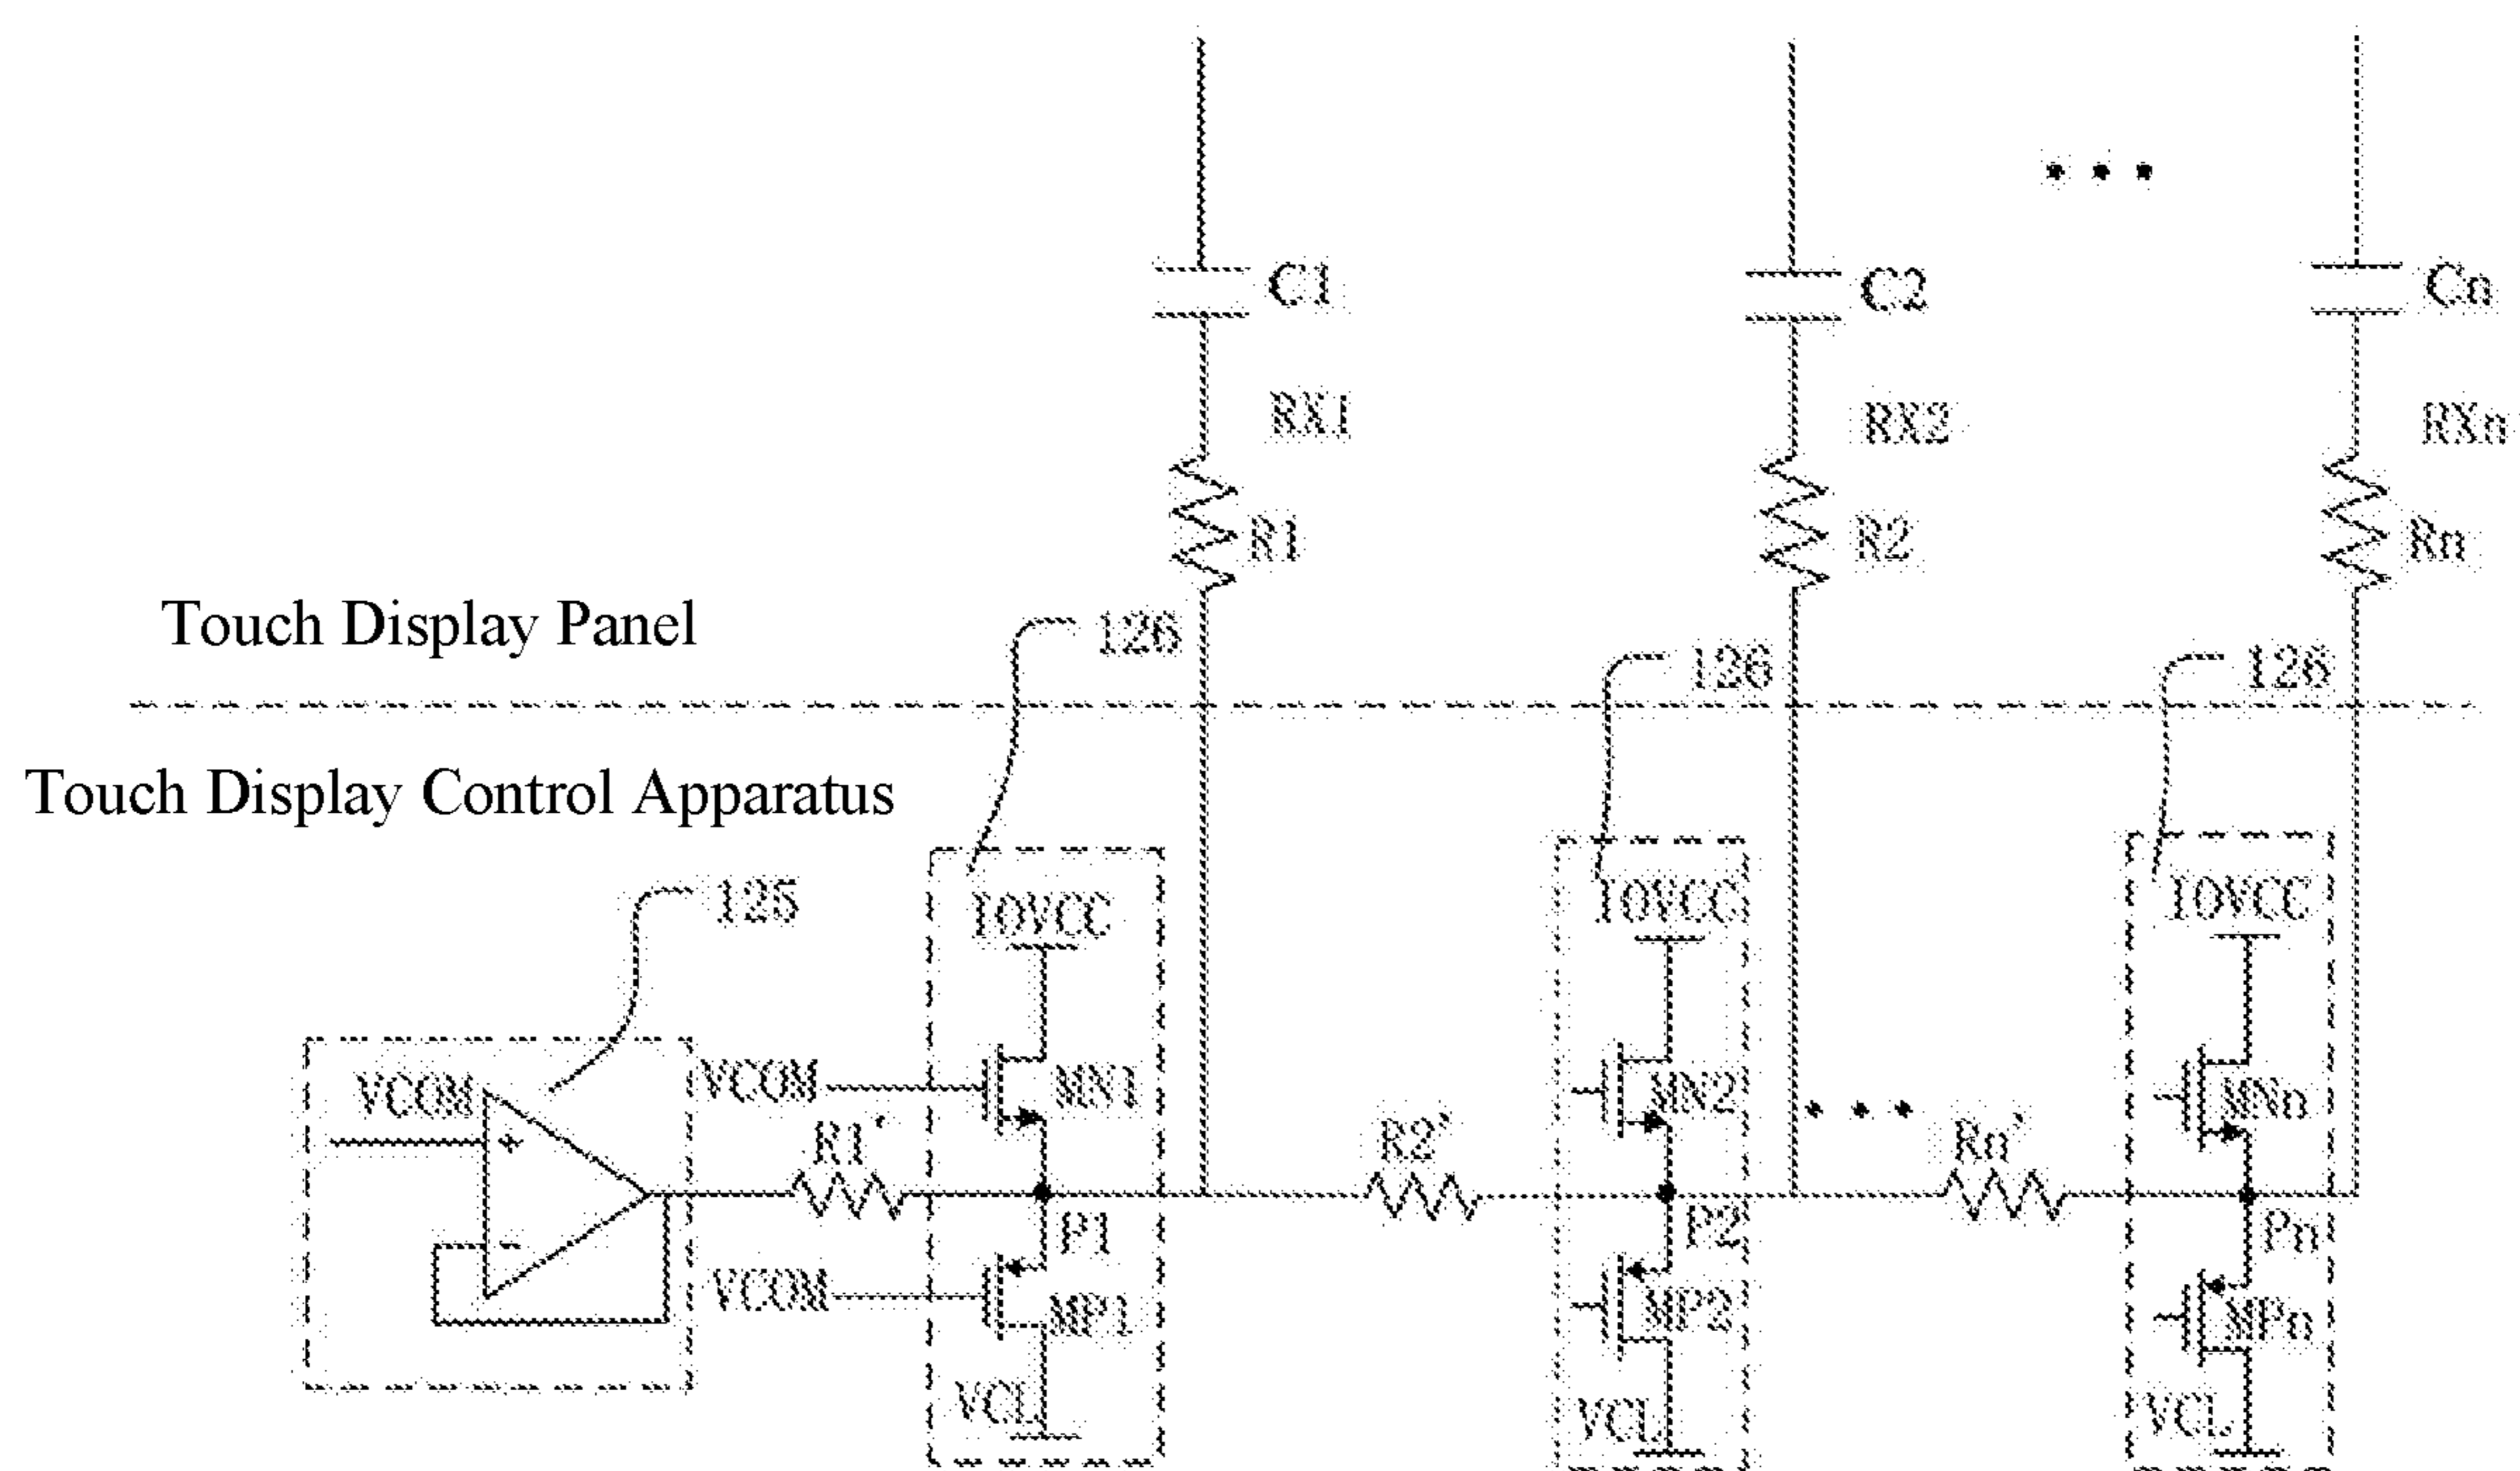 C1
C2
Cn
RX1
RX2
RXn
R1
R2
Rn
Touch Display Panel
126
126
126
Touch Display Control Apparatus
125
IOVCC
IOVCC
IOVCC
VCOM
+
VCOM
MN1
MN2
MNn
R1'
R2'
Rn'
P1
P2
Pn
VCOM
MP1
MP2
MPn
VCL
VCL
VCL